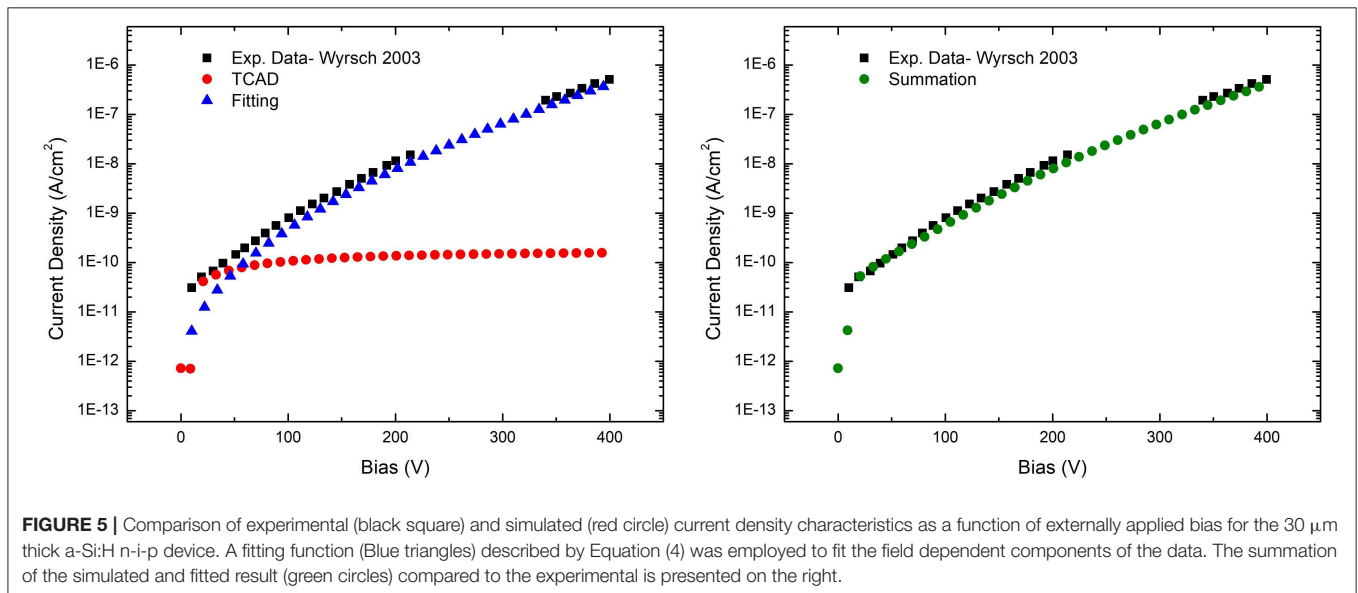 Exp. Data- Wyrsch 2003
TCAD
Fitting
1E-6
1E-7
1E-8
1E-9
1E-10
1E-11
1E-12
1E-13
Current Density (A/cm²)
0 100 200 300 400
Bias (V)
Exp. Data- Wyrsch 2003
Summation
1E-6
1E-7
1E-8
1E-9
1E-10
1E-11
1E-12
1E-13
Current Density (A/cm²)
0 100 200 300 400
Bias (V)
FIGURE 5 | Comparison of experimental (black square) and simulated (red circle) current density characteristics as a function of externally applied bias for the 30 μm
thick a-Si:H n-i-p device. A fitting function (Blue triangles) described by Equation (4) was employed to fit the field dependent components of the data. The summation
of the simulated and fitted result (green circles) compared to the experimental is presented on the right.